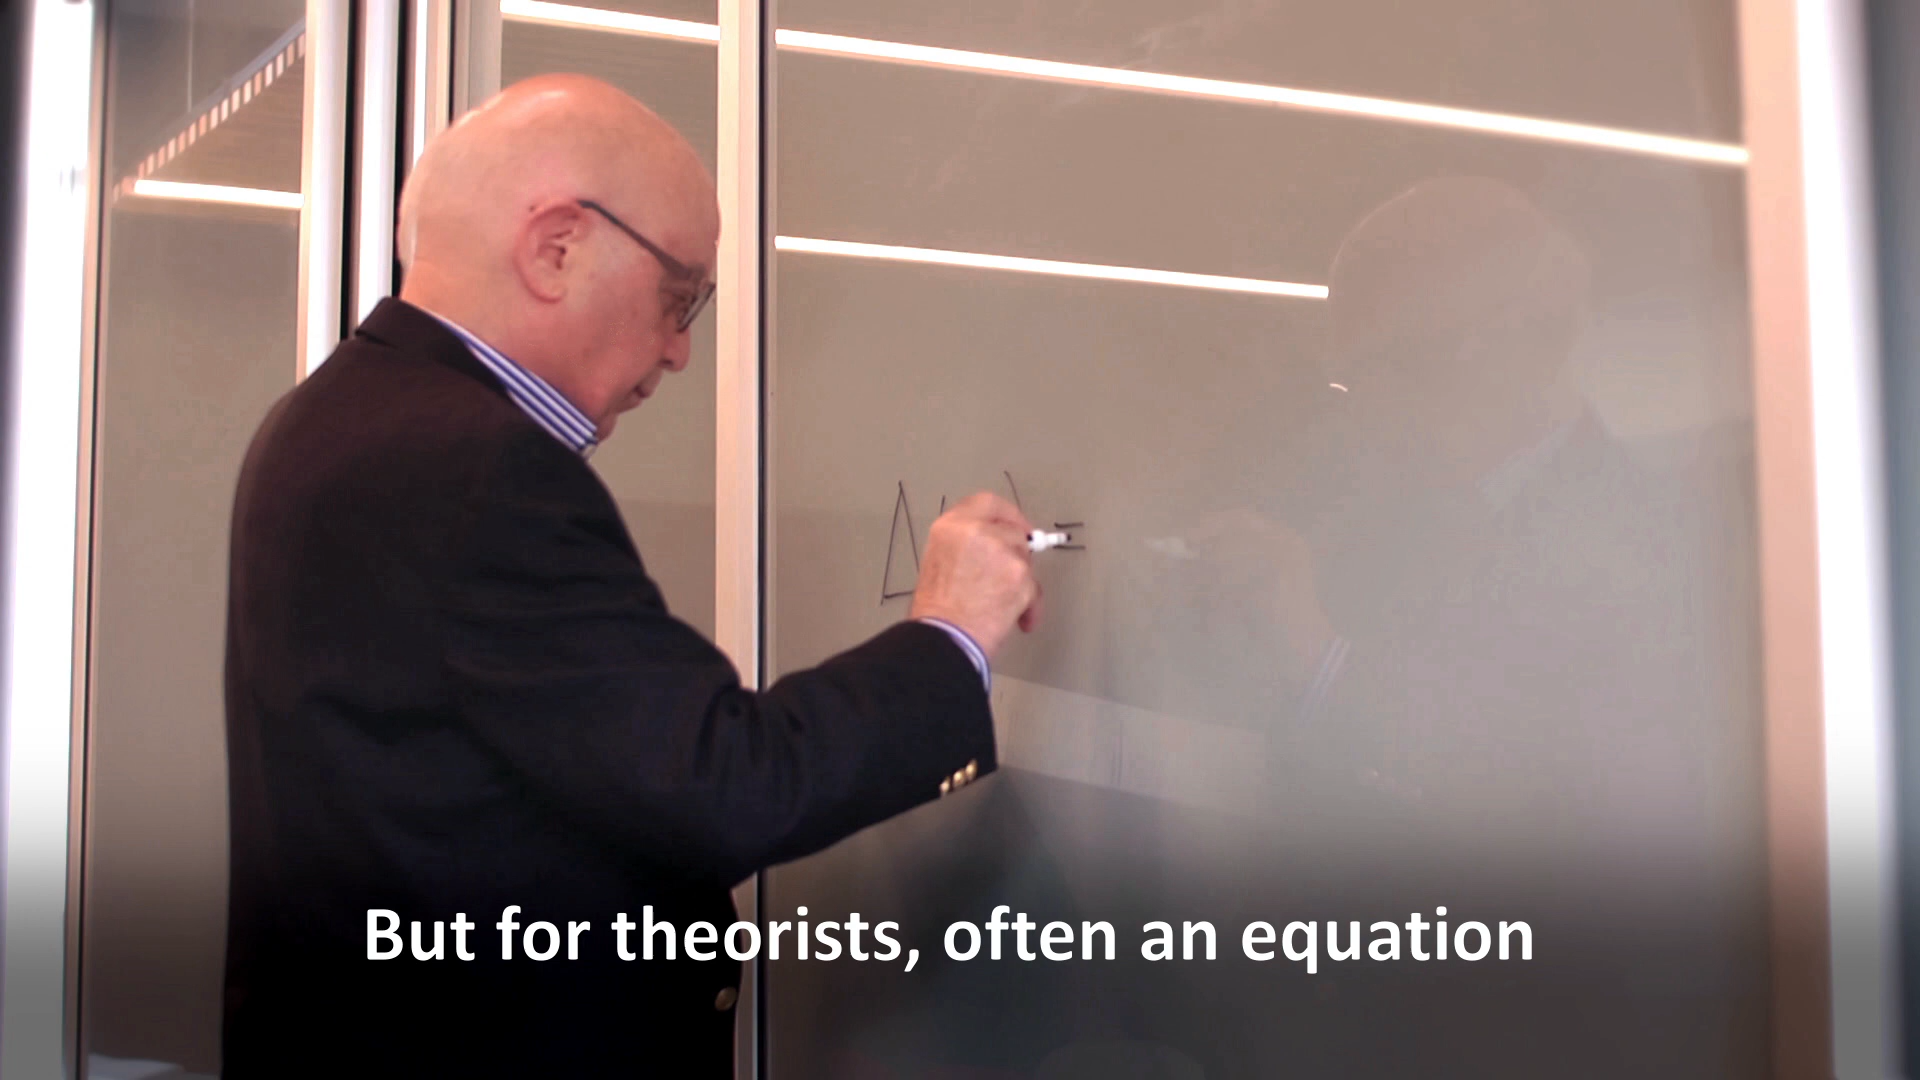 But for theorists, often an equation